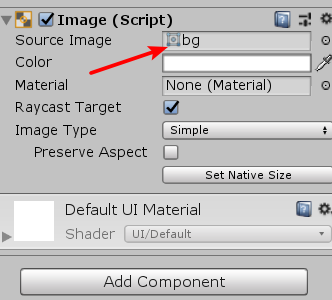 Image (Script)
Source Image bg
Color
Material None (Material)
Raycast Target
Image Type Simple
Preserve Aspect
Set Native Size
Default UI Material
Shader UI/Default
Add Component